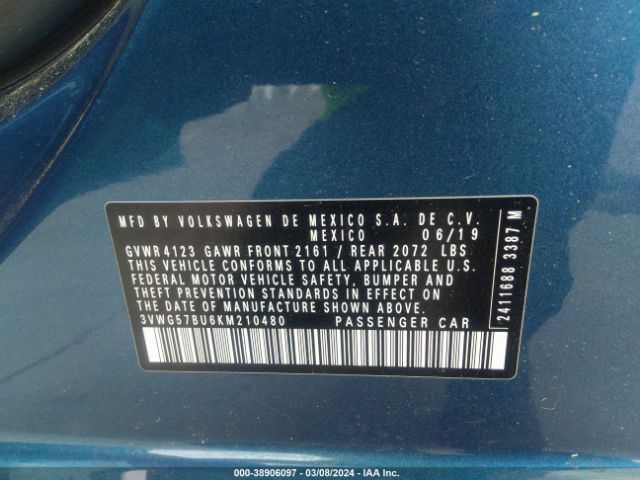 MFD BY VOLKSWAGEN DE MEXICO S.A. DE C.V.
MEXICO 06/19
GVWR 4123 GAWR FRONT 2161 / REAR 2072 LBS
THIS VEHICLE CONFORMS TO ALL APPLICABLE U.S.
FEDERAL MOTOR VEHICLE SAFETY, BUMPER AND
THEFT PREVENTION STANDARDS IN EFFECT ON
THE DATE OF MANUFACTURE SHOWN ABOVE.
3VWG57BU6KM210480 PASSENGER CAR
2411688 3387 M
000-38906097 - 03/08/2024 - IAA Inc.